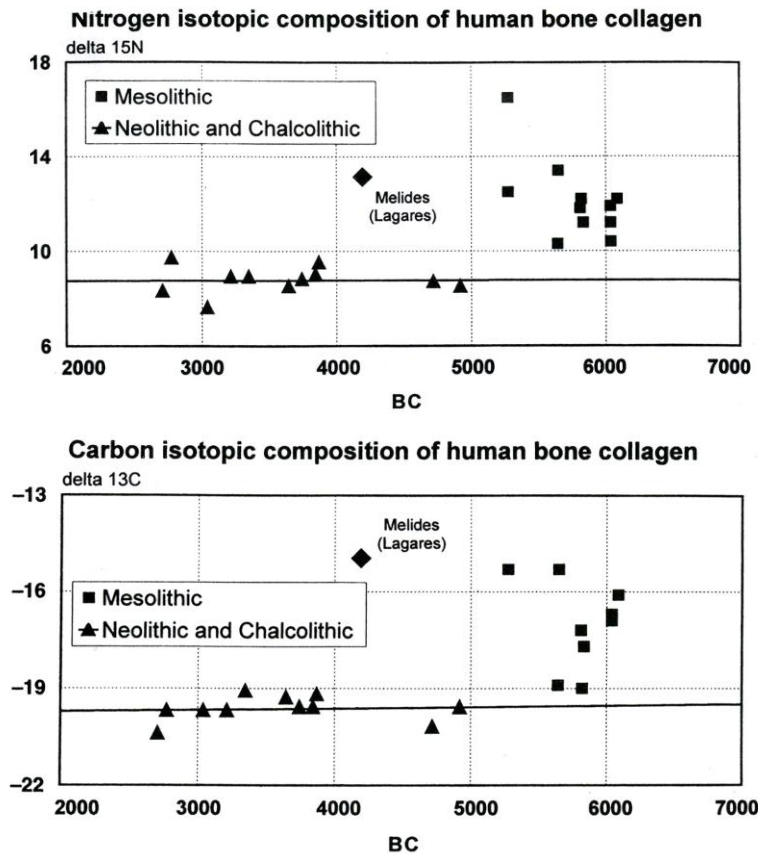 Nitrogen isotopic composition of human bone collagen
delta 15N
18
14
10
6
Mesolithic
Neolithic and Chalcolithic
Melides
(Lagares)
2000 3000 4000 5000 6000 7000
BC
Carbon isotopic composition of human bone collagen
delta 13C
–13
–16
–19
–22
Melides
(Lagares)
Mesolithic
Neolithic and Chalcolithic
2000 3000 4000 5000 6000 7000
BC